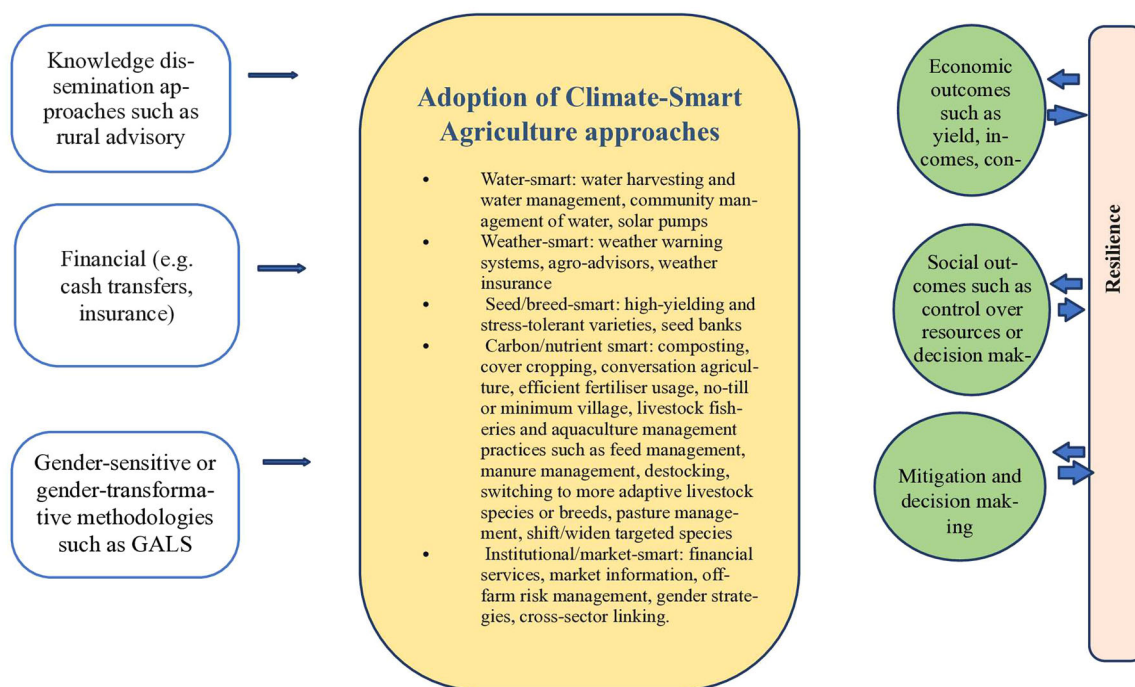 Knowledge dis-
semination ap-
proaches such as
rural advisory
Financial (e.g.
cash transfers,
insurance)
Gender-sensitive or
gender-transforma-
tive methodologies
such as GALS
Adoption of Climate-Smart
Agriculture approaches
• Water-smart: water harvesting and
water management, community man-
agement of water, solar pumps
• Weather-smart: weather warning
systems, agro-advisors, weather
insurance
• Seed/breed-smart: high-yielding and
stress-tolerant varieties, seed banks
• Carbon/nutrient smart: composting,
cover cropping, conversation agricul-
ture, efficient fertiliser usage, no-till
or minimum village, livestock fish-
eries and aquaculture management
practices such as feed management,
manure management, destocking,
switching to more adaptive livestock
species or breeds, pasture manage-
ment, shift/widen targeted species
• Institutional/market-smart: financial
services, market information, off-
farm risk management, gender strate-
gies, cross-sector linking.
Economic
outcomes
such as
yield, in-
comes, con-
Social out-
comes such as
control over
resources or
decision mak-
Mitigation and
decision mak-
ing
Resilience